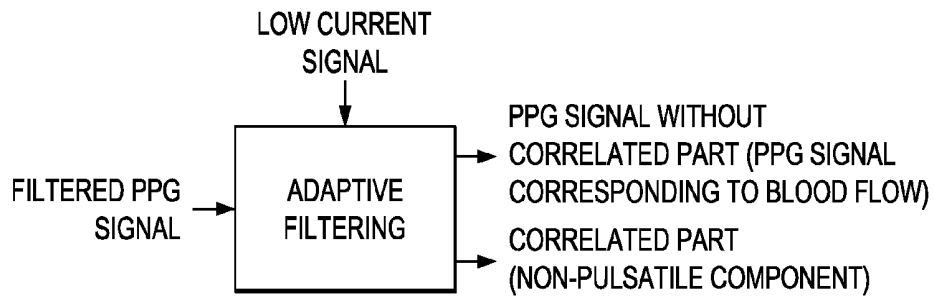 LOW CURRENT
SIGNAL
FILTERED PPG
SIGNAL
ADAPTIVE
FILTERING
PPG SIGNAL WITHOUT
CORRELATED PART (PPG SIGNAL
CORRESPONDING TO BLOOD FLOW)
CORRELATED PART
(NON-PULSATILE COMPONENT)